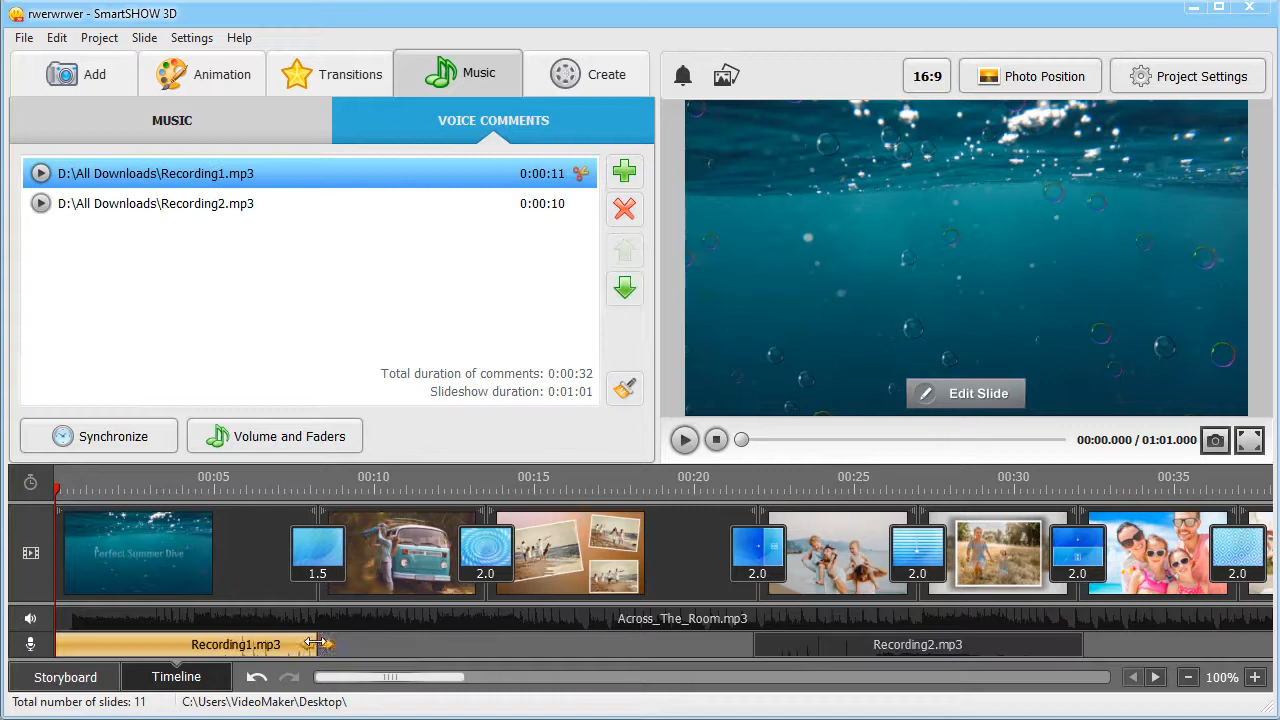 rwerwrwer - SmartSHOW 3D
File Edit Project Slide Settings Help
Add Animation Transitions Music Create
16:9 Photo Position Project Settings
MUSIC VOICE COMMENTS
D:\All Downloads\Recording1.mp3 0:00:11
D:\All Downloads\Recording2.mp3 0:00:10
Total duration of comments: 0:00:32
Slideshow duration: 0:01:01
Edit Slide
Synchronize Volume and Faders
00:00.000 / 01:01.000
00:05 00:10 00:15 00:20 00:25 00:30 00:35
Perfect Summer Dive
1.5 2.0 2.0 2.0 2.0 2.0
Across_The_Room.mp3
Recording1.mp3 Recording2.mp3
Storyboard Timeline 100%
Total number of slides: 11 C:\Users\VideoMaker\Desktop\